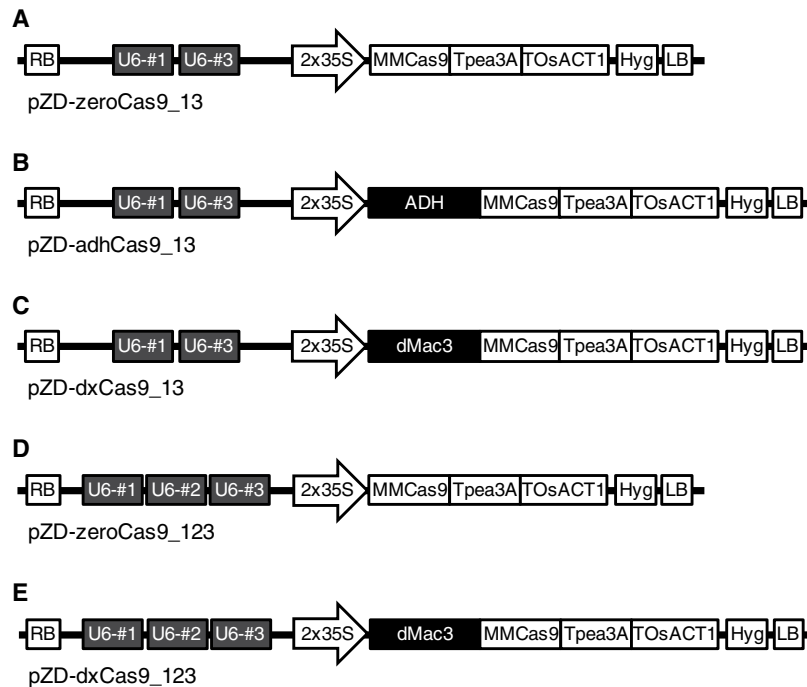 A
RB U6-#1 U6-#3 2x35S MMCas9 Tpea3A TOsACT1 Hyg LB
pZD-zeroCas9_13
B
RB U6-#1 U6-#3 2x35S ADH MMCas9 Tpea3A TOsACT1 Hyg LB
pZD-adhCas9_13
C
RB U6-#1 U6-#3 2x35S dMac3 MMCas9 Tpea3A TOsACT1 Hyg LB
pZD-dxCas9_13
D
RB U6-#1 U6-#2 U6-#3 2x35S MMCas9 Tpea3A TOsACT1 Hyg LB
pZD-zeroCas9_123
E
RB U6-#1 U6-#2 U6-#3 2x35S dMac3 MMCas9 Tpea3A TOsACT1 Hyg LB
pZD-dxCas9_123